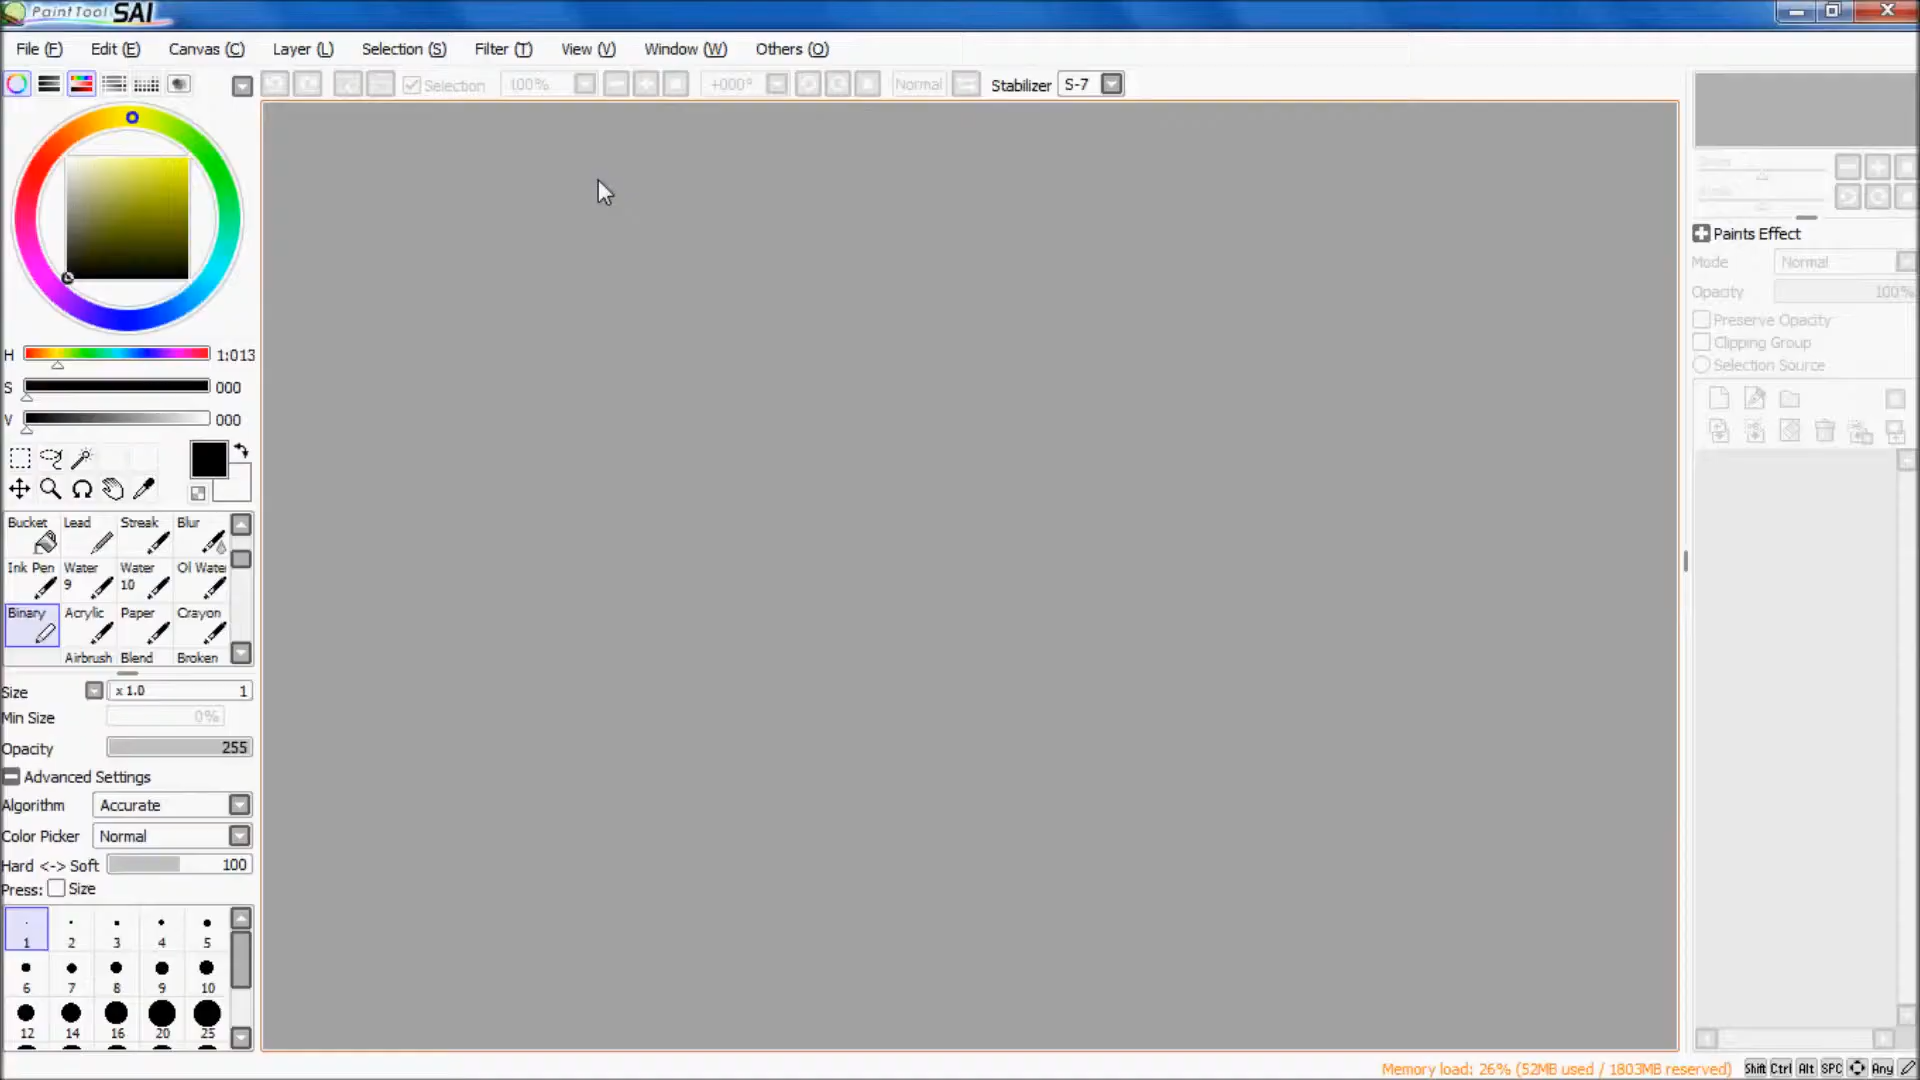 PaintTool SAI
File (F) Edit (E) Canvas (C) Layer (L) Selection (S) Filter (T) View (V) Window (W) Others (O)
Selection 100% +000° Normal Stabilizer S-7
Paints Effect
Mode Normal
Opacity 100%
Preserve Opacity
Clipping Group
Selection Source
H 1:013
S 000
V 000
Bucket Lead Streak Blur
Ink Pen Water 9 Water 10 Ol Wate
Binary Acrylic Paper Crayon
Airbrush Blend Broken
Size x 1.0 1
Min Size 0%
Opacity 255
Advanced Settings
Algorithm Accurate
Color Picker Normal
Hard <-> Soft 100
Press: Size
1 2 3 4 5
6 7 8 9 10
12 14 16 20 25
Memory load: 26% (52MB used / 1803MB reserved) Shift Ctrl Alt SPC Any